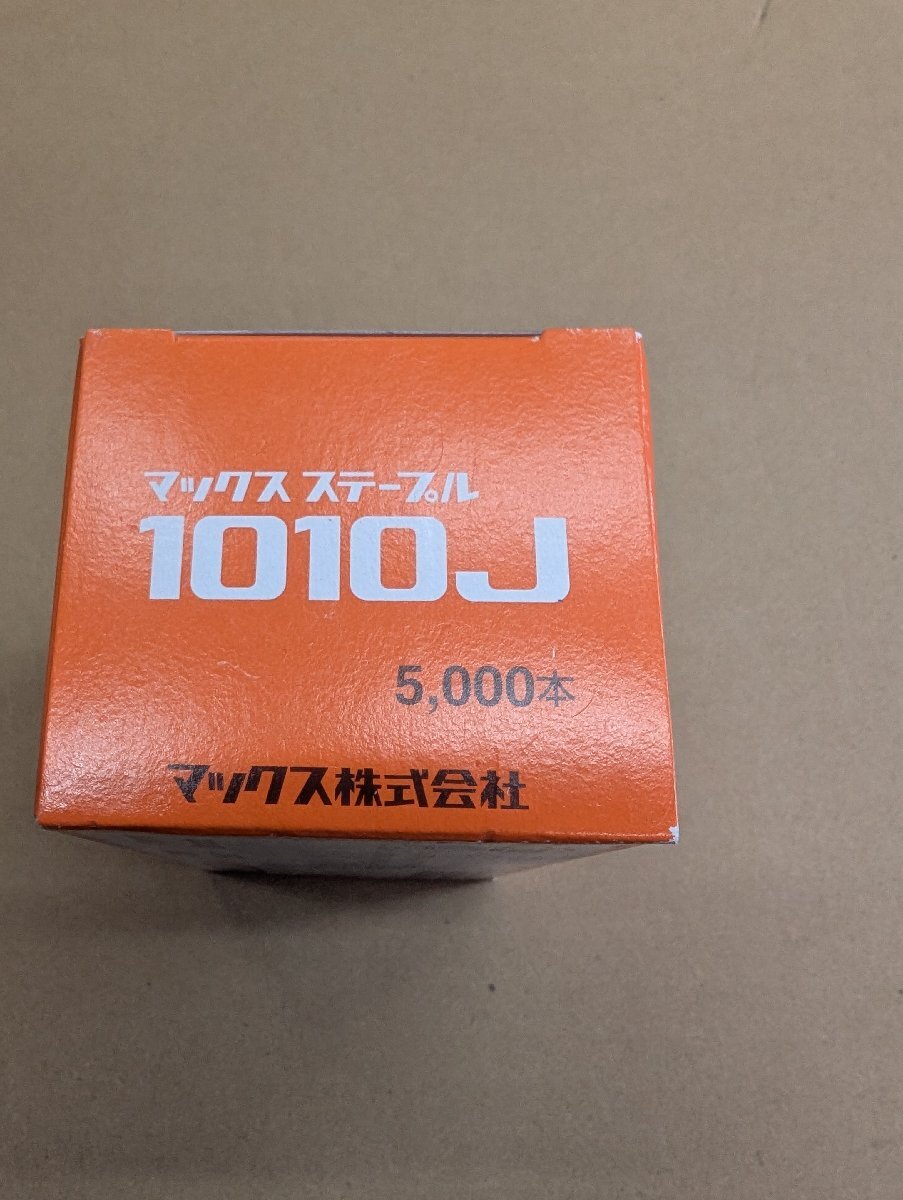 マックス ステープル
1010J
5,000本
マックス株式会社